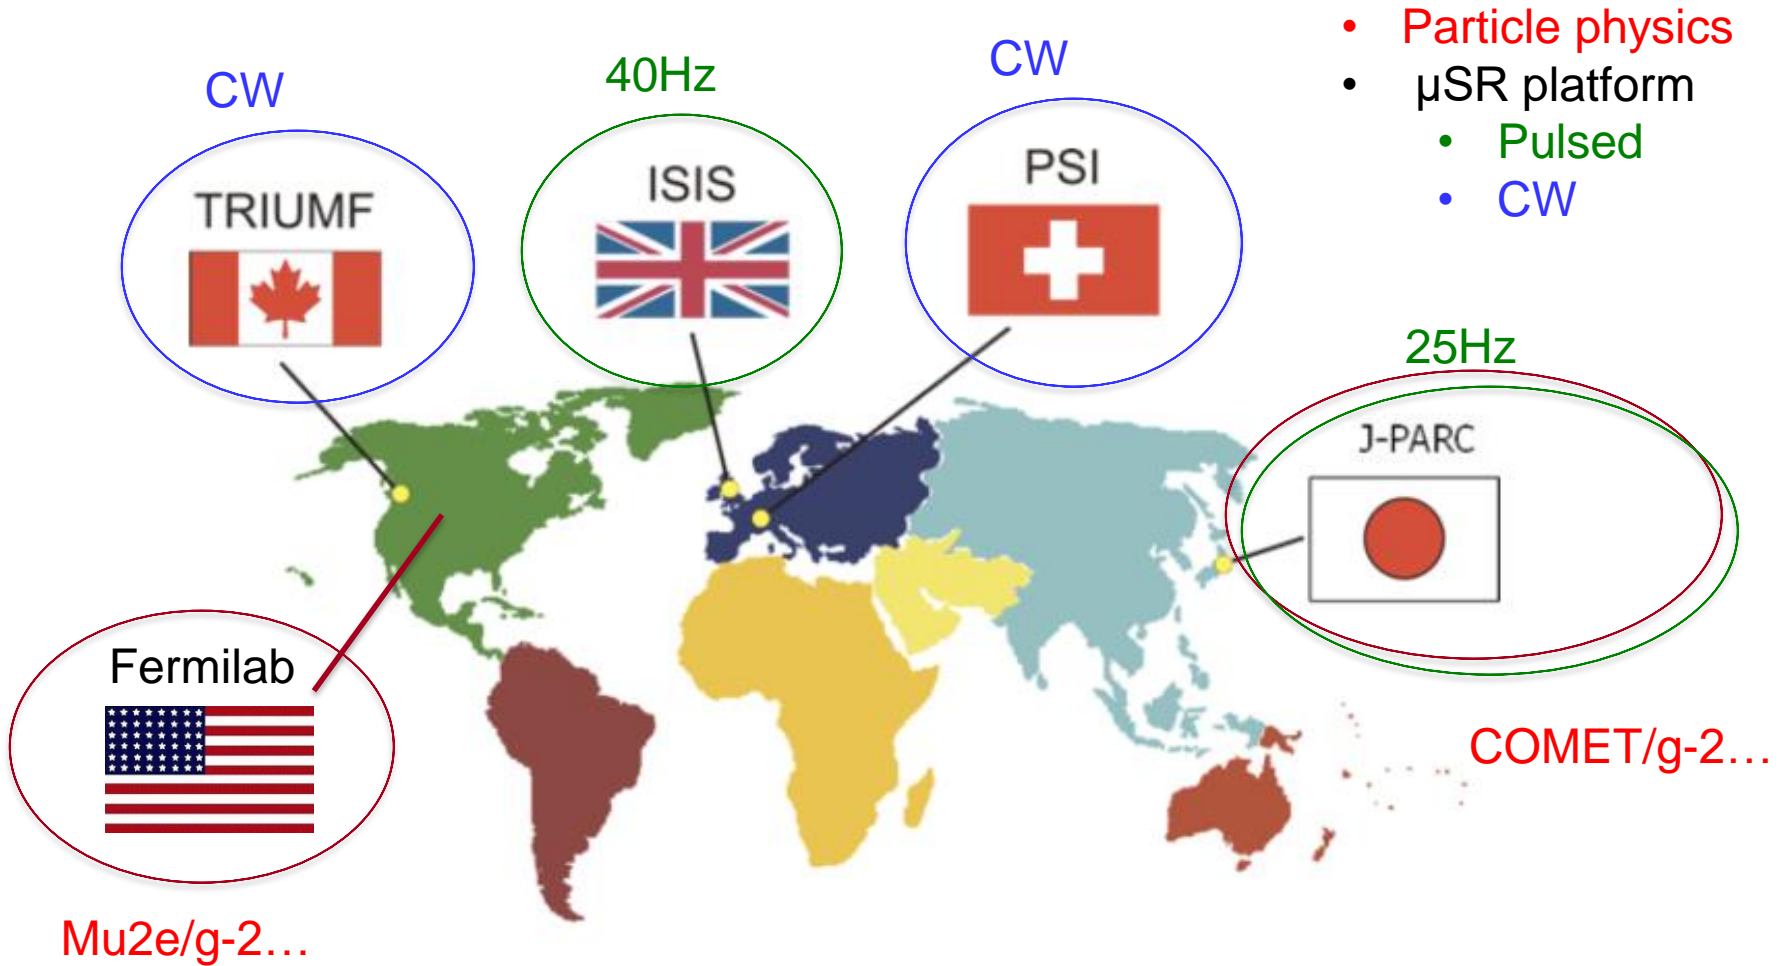 • Particle physics
• µSR platform
• Pulsed
• CW
CW
40Hz
CW
TRIUMF
ISIS
PSI
25Hz
J-PARC
Fermilab
COMET/g-2…
Mu2e/g-2…